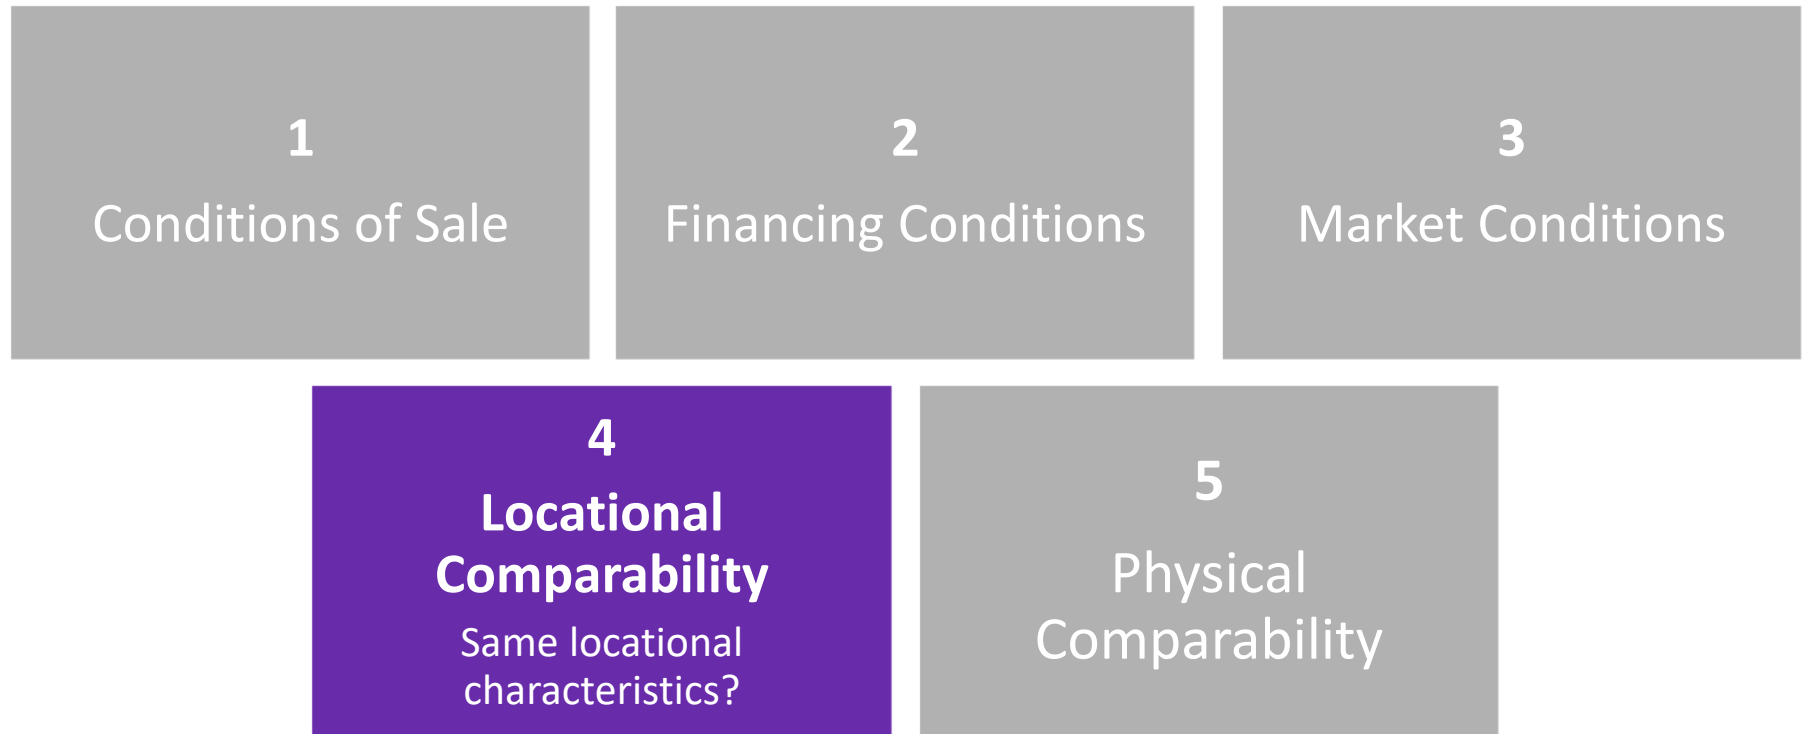 1
Conditions of Sale
2
Financing Conditions
3
Market Conditions
4
Locational
Comparability
Same locational
characteristics?
5
Physical
Comparability